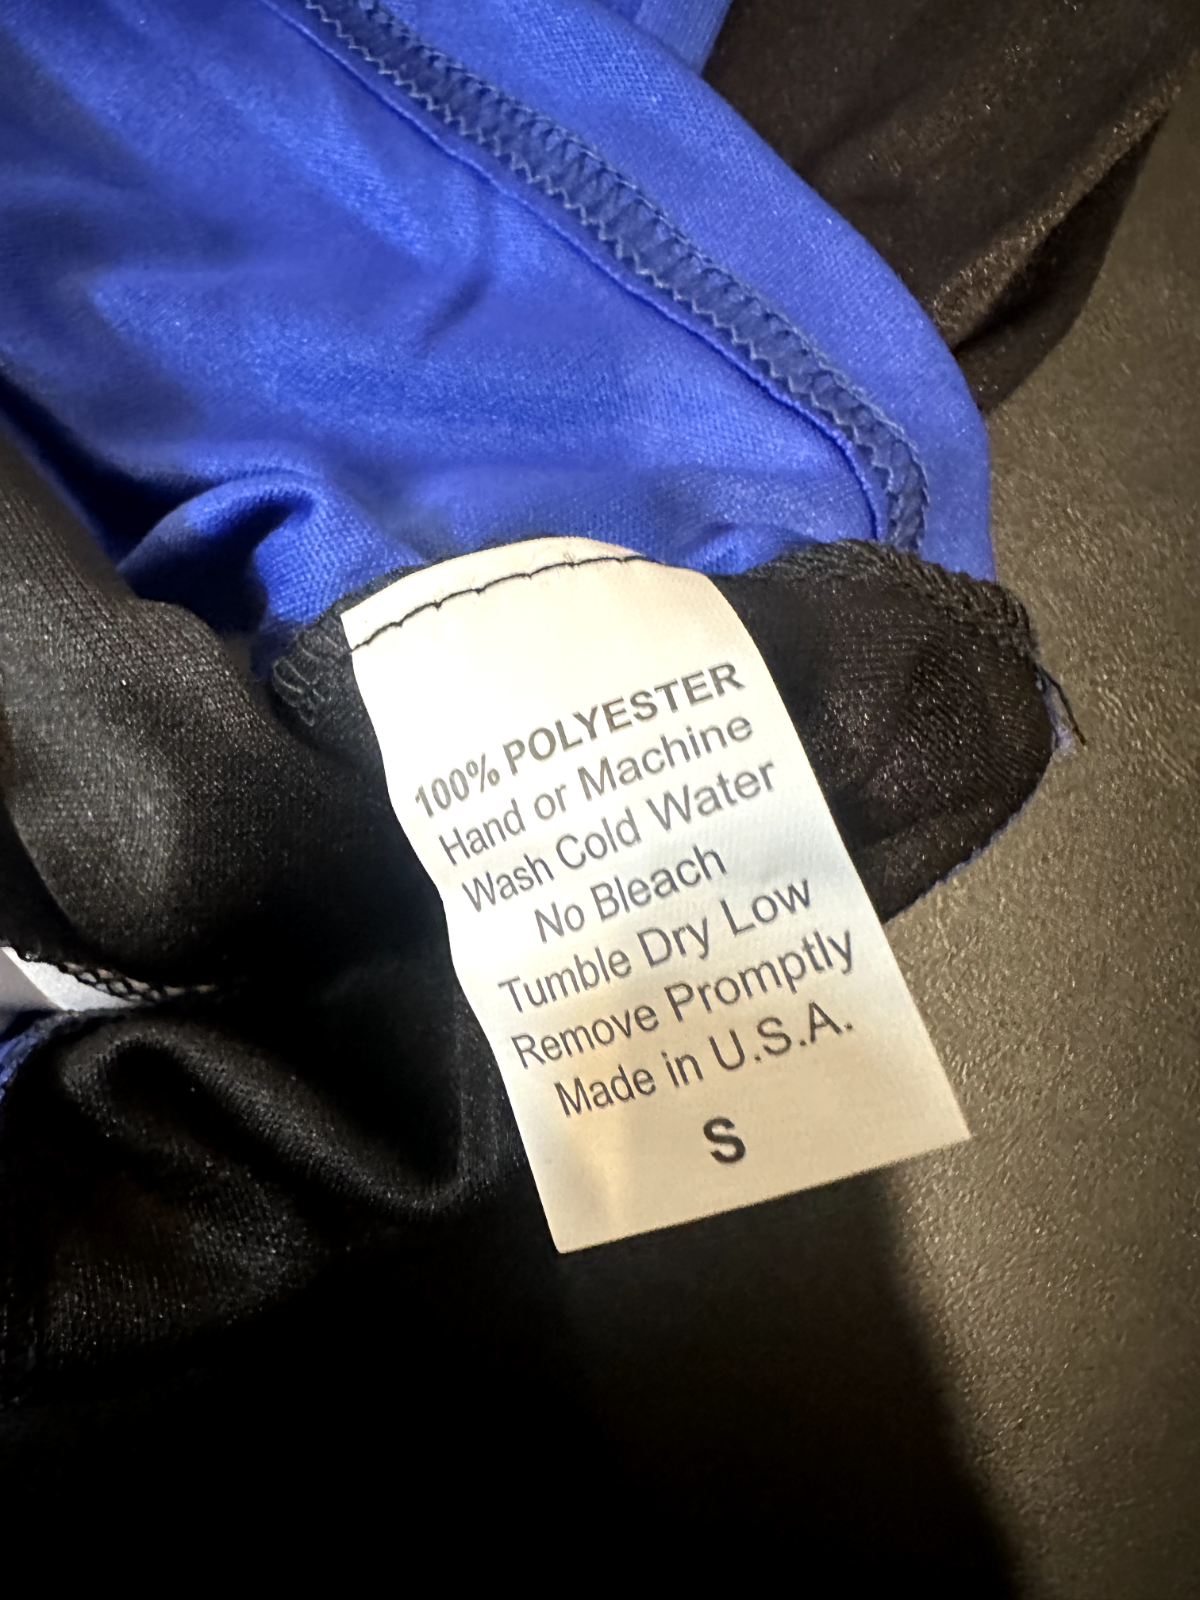 100% POLYESTER
Hand or Machine
Wash Cold Water
No Bleach
Tumble Dry Low
Remove Promptly
Made in U.S.A.
S